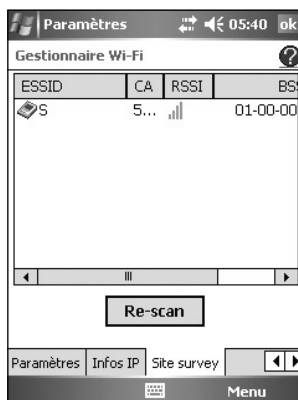 Paramètres 05:40 ok
Gestionnaire Wi-Fi
ESSID CA RSSI BS
S 5... 01-00-00
Re-scan
Paramètres Infos IP Site survey
Menu